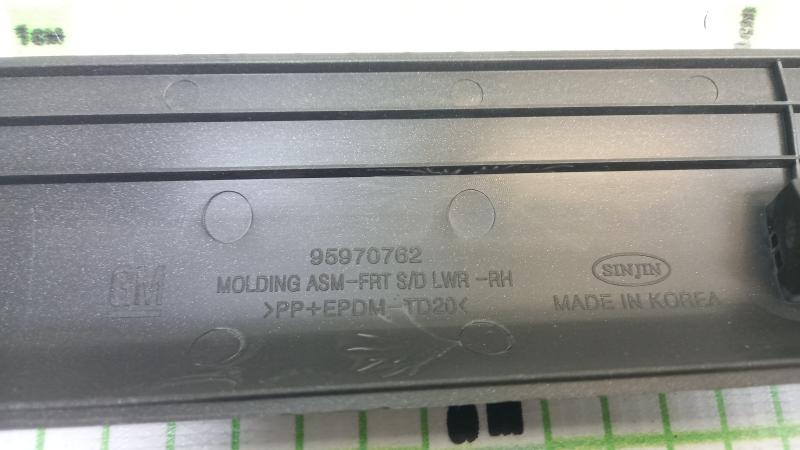 1cm
GM
95970762
MOLDING ASM-FRT S/D LWR -RH
>PP+EPDM-TD20<
SINJIN
MADE IN KOREA